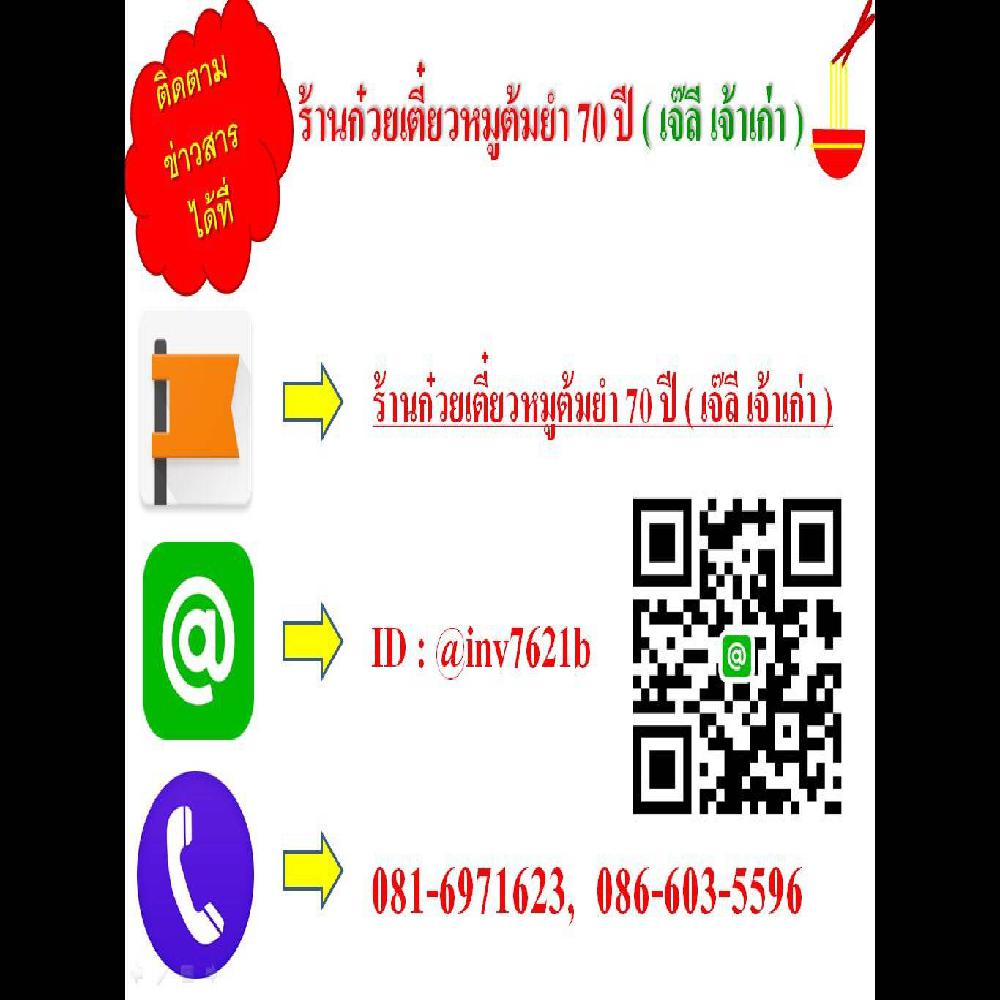 ติดตาม
ข่าวสาร
ได้ที่
ร้านก๋วยเตี๋ยวหมูต้มยำ 70 ปี ( เจ๊ลี เจ้าเก่า )
ร้านก๋วยเตี๋ยวหมูต้มยำ 70 ปี ( เจ๊ลี เจ้าเก่า )
@
ID : @inv7621b
@
081-6971623, 086-603-5596